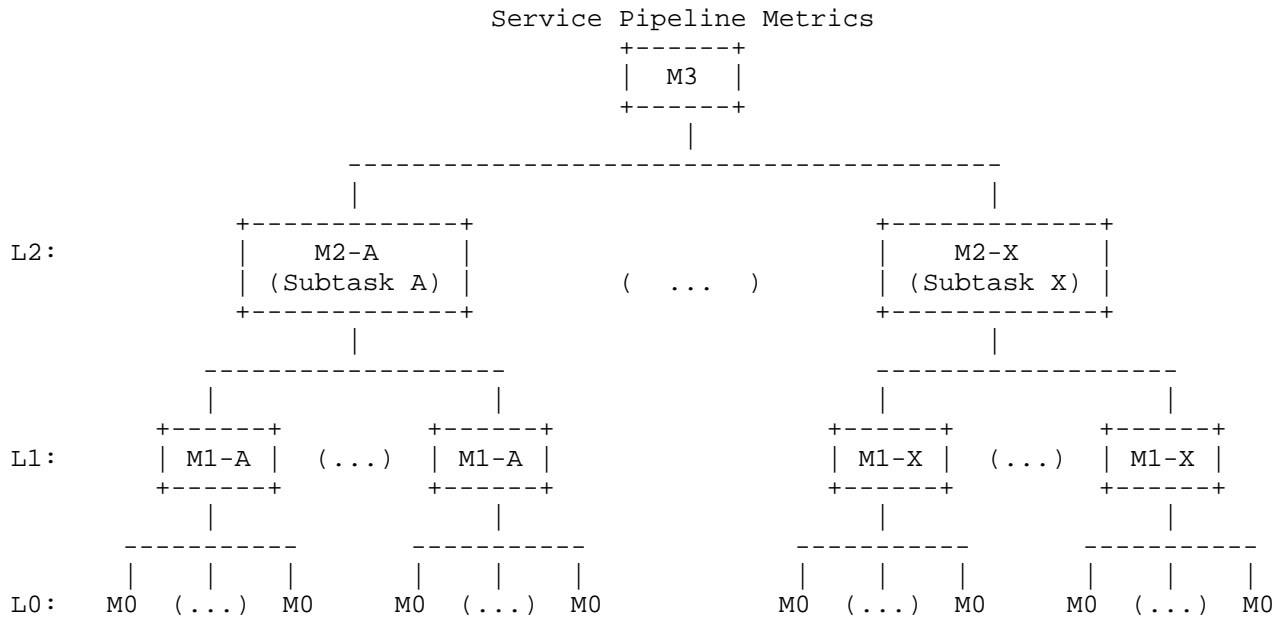 Service Pipeline Metrics
M3
L2: M2-A M2-X
(Subtask A) ( ... ) (Subtask X)
L1: M1-A (...) M1-A M1-X (...) M1-X
L0: M0 (...) M0 M0 (...) M0 M0 (...) M0 M0 (...) M0